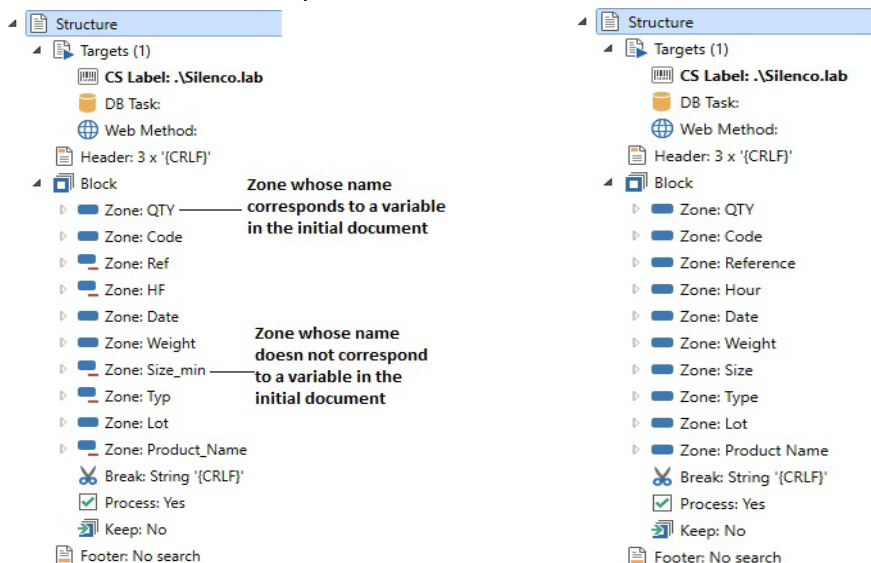 Structure
Targets (1)
CS Label: .\Silenco.lab
DB Task:
Web Method:
Header: 3 x '{CRLF}'
Block
Zone: QTY
Zone: Code
Zone: Ref
Zone: HF
Zone: Date
Zone: Weight
Zone: Size_min
Zone: Typ
Zone: Lot
Zone: Product_Name
Break: String '{CRLF}'
Process: Yes
Keep: No
Footer: No search
Zone whose name
corresponds to a variable
in the initial document
Zone whose name
doesn not correspond
to a variable in the
initial document
Structure
Targets (1)
CS Label: .\Silenco.lab
DB Task:
Web Method:
Header: 3 x '{CRLF}'
Block
Zone: QTY
Zone: Code
Zone: Reference
Zone: Hour
Zone: Date
Zone: Weight
Zone: Size
Zone: Type
Zone: Lot
Zone: Product Name
Break: String '{CRLF}'
Process: Yes
Keep: No
Footer: No search